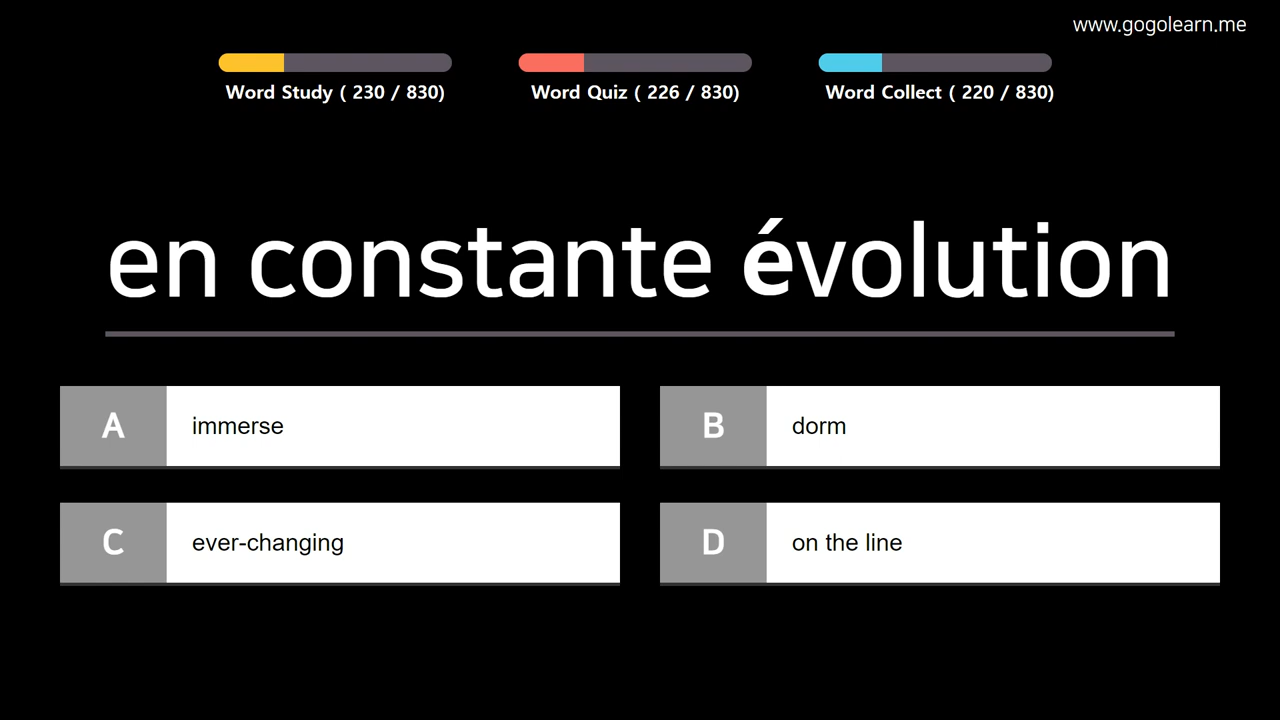 www.gogolearn.me
Word Study ( 230 / 830)
Word Quiz ( 226 / 830)
Word Collect ( 220 / 830)
en constante évolution
A immerse
B dorm
C ever-changing
D on the line